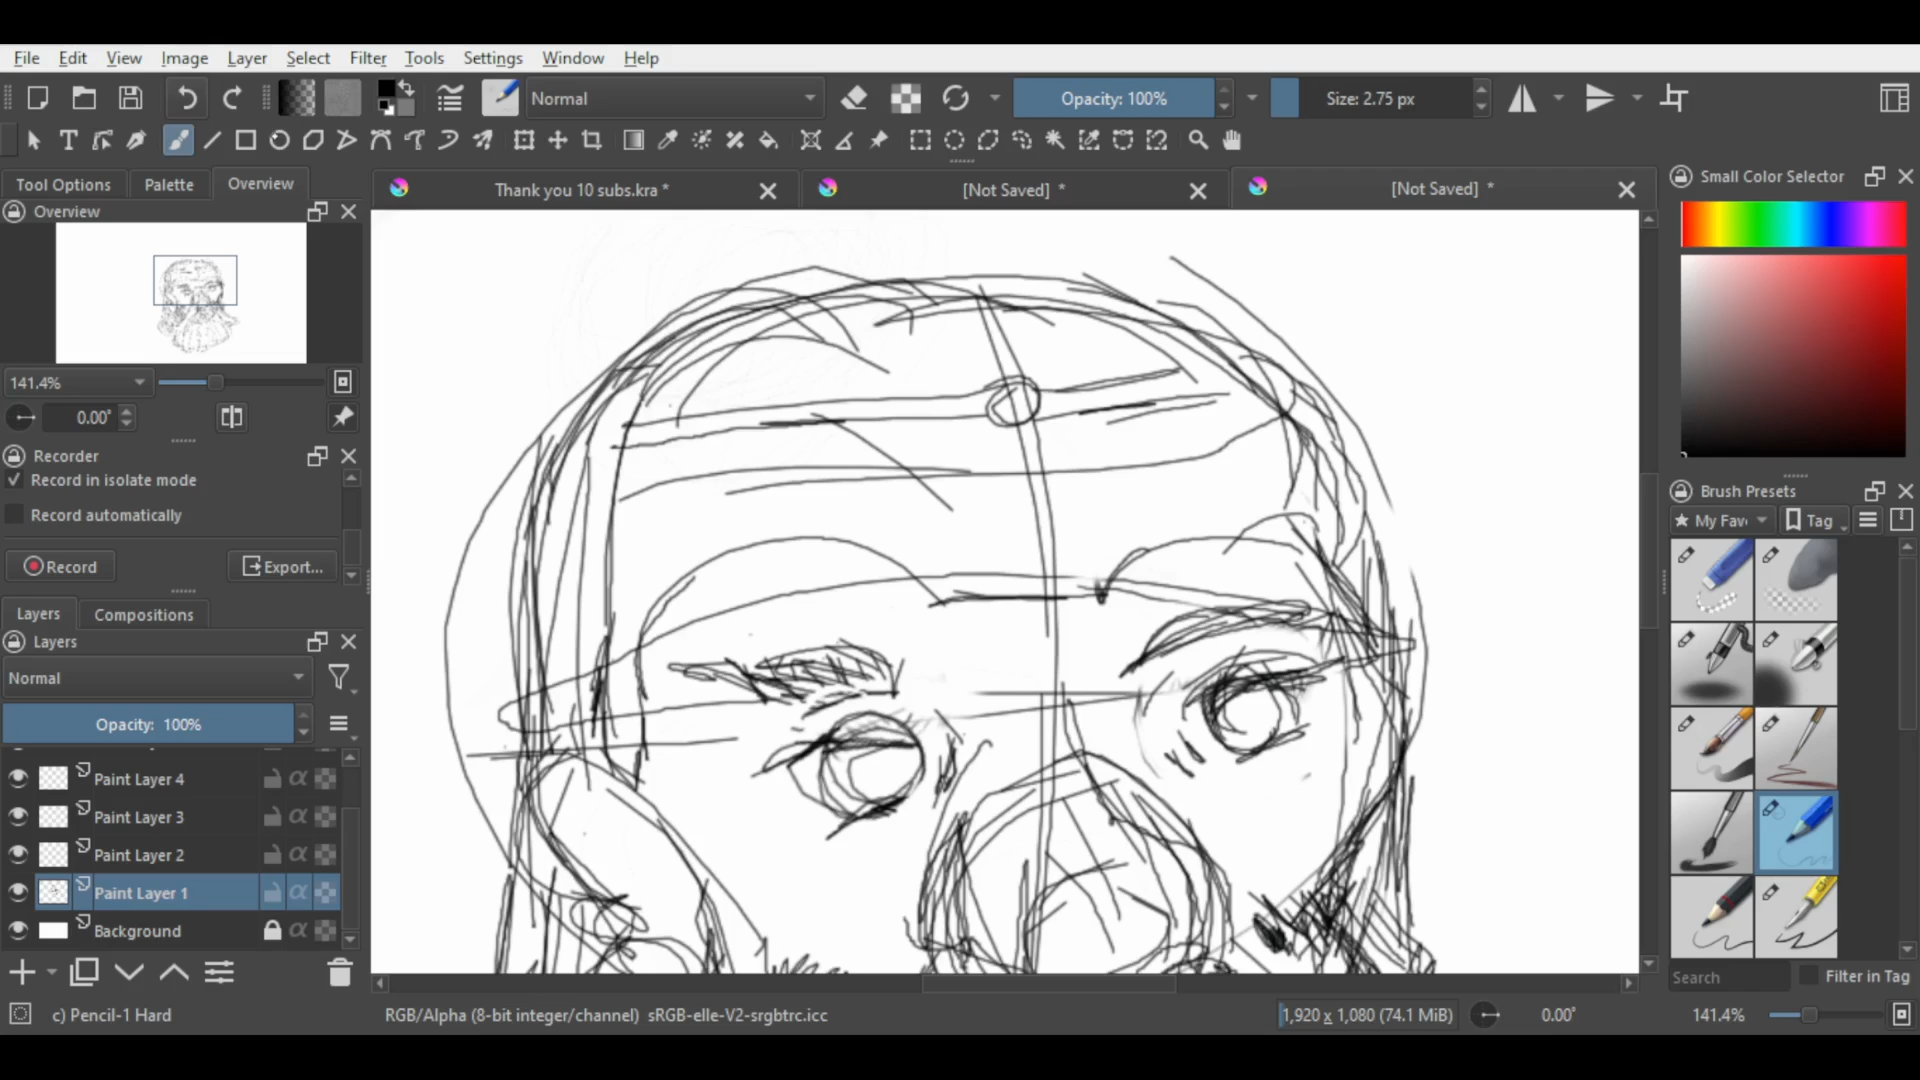 File Edit View Image Layer Select Filter Tools Settings Window Help
Normal Opacity: 100% Size: 2.75 px
Tool Options Palette Overview
Thank you 10 subs.kra * [Not Saved] * [Not Saved] *
Small Color Selector
Overview
141.4%
0.00°
Recorder
Record in isolate mode
Record automatically
Record Export...
Layers Compositions
Layers
Normal
Opacity: 100%
Paint Layer 4
Paint Layer 3
Paint Layer 2
Paint Layer 1
Background
Brush Presets
My Fav Tag
Search Filter in Tag
c) Pencil-1 Hard RGB/Alpha (8-bit integer/channel) sRGB-elle-V2-srgbtrc.icc 1,920 x 1,080 (74.1 MiB) 0.00° 141.4%